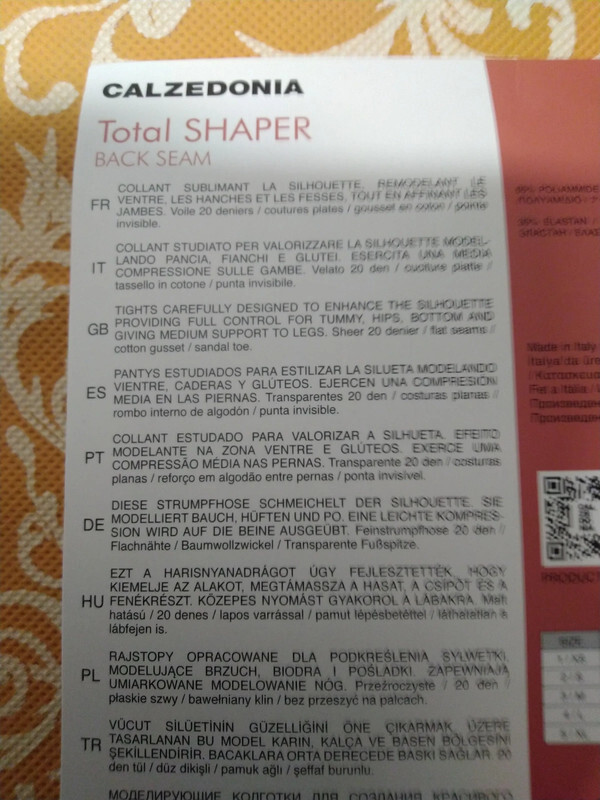 CALZEDONIA
Total SHAPER
BACK SEAM
FR
COLLANT SUBLIMANT LA SILHOUETTE, REMODELANT LE
VENTRE, LES HANCHES ET LES FESSES, TOUT EN AFFINANT LES
JAMBES. Voile 20 deniers / coutures plates / gousset en coton / pointe
invisible.
IT
COLLANT STUDIATO PER VALORIZZARE LA SILHOUETTE MODEL-
LANDO PANCIA, FIANCHI E GLUTEI. ESERCITA UNA MEDIA
COMPRESSIONE SULLE GAMBE. Velato 20 den / cuciture piatte /
tassello in cotone / punta invisibile.
GB
TIGHTS CAREFULLY DESIGNED TO ENHANCE THE SILHOUETTE
PROVIDING FULL CONTROL FOR TUMMY, HIPS, BOTTOM AND
GIVING MEDIUM SUPPORT TO LEGS. Sheer 20 denier / flat seams /
cotton gusset / sandal toe.
ES
PANTYS ESTUDIADOS PARA ESTILIZAR LA SILUETA MODELANDO
VIENTRE, CADERAS Y GLÚTEOS. EJERCEN UNA COMPRESIÓN
MEDIA EN LAS PIERNAS. Transparentes 20 den / costuras planas /
rombo interno de algodón / punta invisible.
PT
COLLANT ESTUDADO PARA VALORIZAR A SILHUETA. EFEITO
MODELANTE NA ZONA VENTRE E GLÚTEOS. EXERCE UMA
COMPRESSÃO MÉDIA NAS PERNAS. Transparente 20 den / costuras
planas / reforço em algodão entre pernas / ponta invisível.
DE
DIESE STRUMPFHOSE SCHMEICHELT DER SILHOUETTE. SIE
MODELLIERT BAUCH, HÜFTEN UND PO. EINE LEICHTE KOMPRES-
SION WIRD AUF DIE BEINE AUSGEÜBT. Feinstrumpfhose 20 den /
Flachnähte / Baumwollzwickel / Transparente Fußspitze.
HU
EZT A HARISNYANADRÁGOT ÚGY FEJLESZTETTÉK, HOGY
KIEMELJE AZ ALAKOT, MEGTÁMASSZA A HASAT, A CSÍPŐT ÉS A
FENÉKRÉSZT. KÖZEPES NYOMÁST GYAKOROL A LÁBAKRA. Matt
hatású / 20 denes / lapos varrással / pamut lépésbetéttel / láthatatlan a
lábfejen is.
PL
RAJSTOPY OPRACOWANE DLA PODKREŚLENIA SYLWETKI,
MODELUJĄCE BRZUCH, BIODRA I POŚLADKI. ZAPEWNIAJĄ
UMIARKOWANE MODELOWANIE NÓG. Przeźroczyste / 20 den /
płaskie szwy / bawełniany klin / bez przeszyć na palcach.
TR
VÜCUT SİLÜETİNİN GÜZELLİĞİNİ ÖNE ÇIKARMAK ÜZERE
TASARLANAN BU MODEL KARIN, KALÇA VE BASEN BÖLGESİNİ
ŞEKİLLENDİRİR. BACAKLARA ORTA DERECEDE BASKI SAĞLAR. 20
den tül / düz dikişli / pamuk ağlı / şeffaf burunlu.
МОДЕЛИРУЮЩИЕ КОЛГОТКИ ДЛЯ СОЗДАНИЯ КРАСИВОГО
Made in Italy
İtalya'da üre
Fet a Itàlia /
Произведен
PRODUCT
SIZE